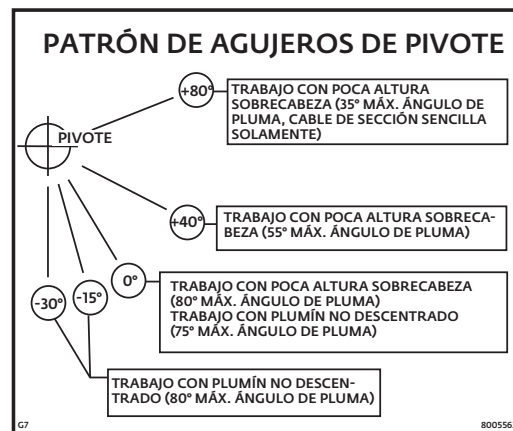 PATRÓN DE AGUJEROS DE PIVOTE
+80°
TRABAJO CON POCA ALTURA
SOBRECABEZA (35° MÁX. ÁNGULO DE
PLUMA, CABLE DE SECCIÓN SENCILLA
SOLAMENTE)
PIVOTE
+40°
TRABAJO CON POCA ALTURA SOBRECA-
BEZA (55° MÁX. ÁNGULO DE PLUMA)
0°
TRABAJO CON POCA ALTURA SOBRECABEZA
(80° MÁX. ÁNGULO DE PLUMA)
TRABAJO CON PLUMÍN NO DESCENTRADO
(75° MÁX. ÁNGULO DE PLUMA)
-30°
-15°
TRABAJO CON PLUMÍN NO DESCEN-
TRADO (80° MÁX. ÁNGULO DE PLUMA)
G7